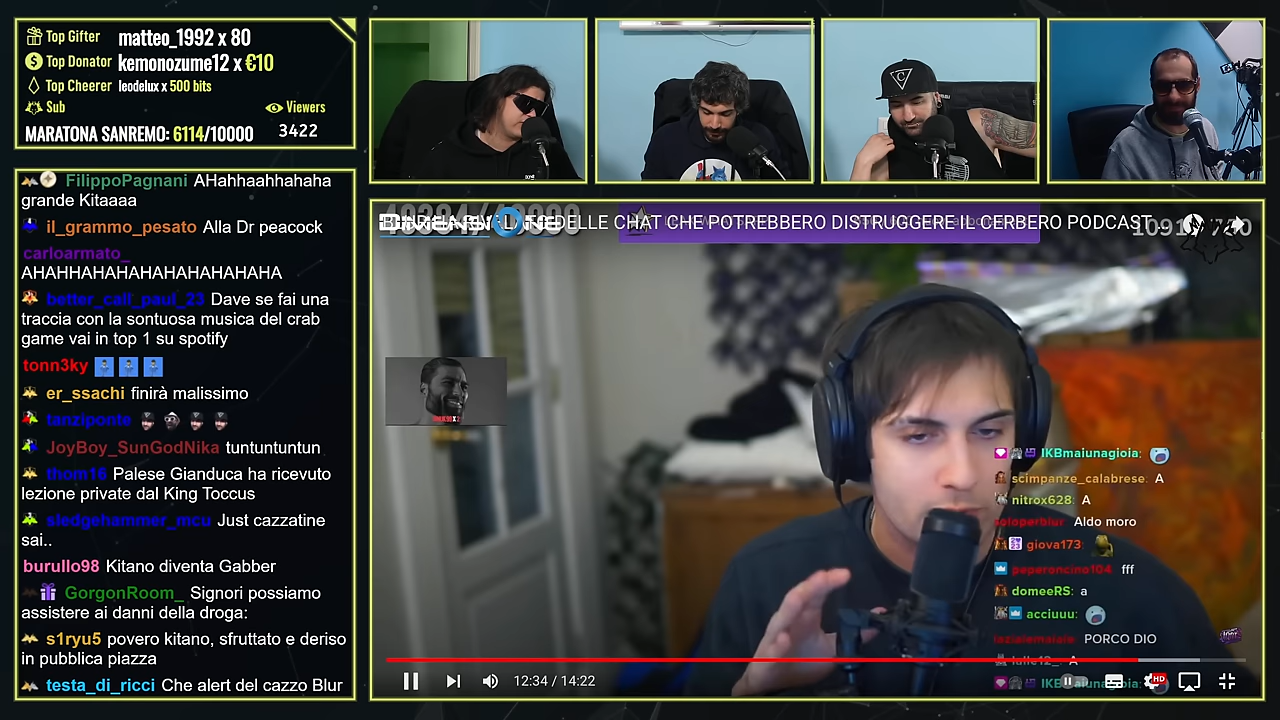 Top Gifter matteo_1992 x 80
Top Donator kemonozume12 x €10
Top Cheerer leodelux x 500 bits
Sub
Viewers
MARATONA SANREMO: 6114/10000
3422
FilippoPagnani AHahhaahhahaha
grande Kitaaaa
il_grammo_pesato Alla Dr peacock
carloarmato_
AHAHHAHAHAHAHAHAHAHA
better_call_paul_23 Dave se fai una
traccia con la sontuosa musica del crab
game vai in top 1 su spotify
tonn3ky
er_ssachi finirà malissimo
tanziponte
JoyBoy_SunGodNika tuntuntuntun
thom16 Palese Gianduca ha ricevuto
lezione private dal King Toccus
sledgehammer_mcu Just cazzatine
sai..
burullo98 Kitano diventa Gabber
GorgonRoom_ Signori possiamo
assistere ai danni della droga:
s1ryu5 povero kitano, sfruttato e deriso
in pubblica piazza
testa_di_ricci Che alert del cazzo Blur
DELLE CHAT CHE POTREBBERO DISTRUGGERE IL CERBERO PODCAST
IKBmaiunagioia:
scimpanze_calabrese: A
nitrox628: A
soloperblur: Aldo moro
giova173:
peperoncino104: fff
domeeRS: a
acciuuu:
PORCO DIO
A
IKBmaiunagioia:
12:34 / 14:22
HD